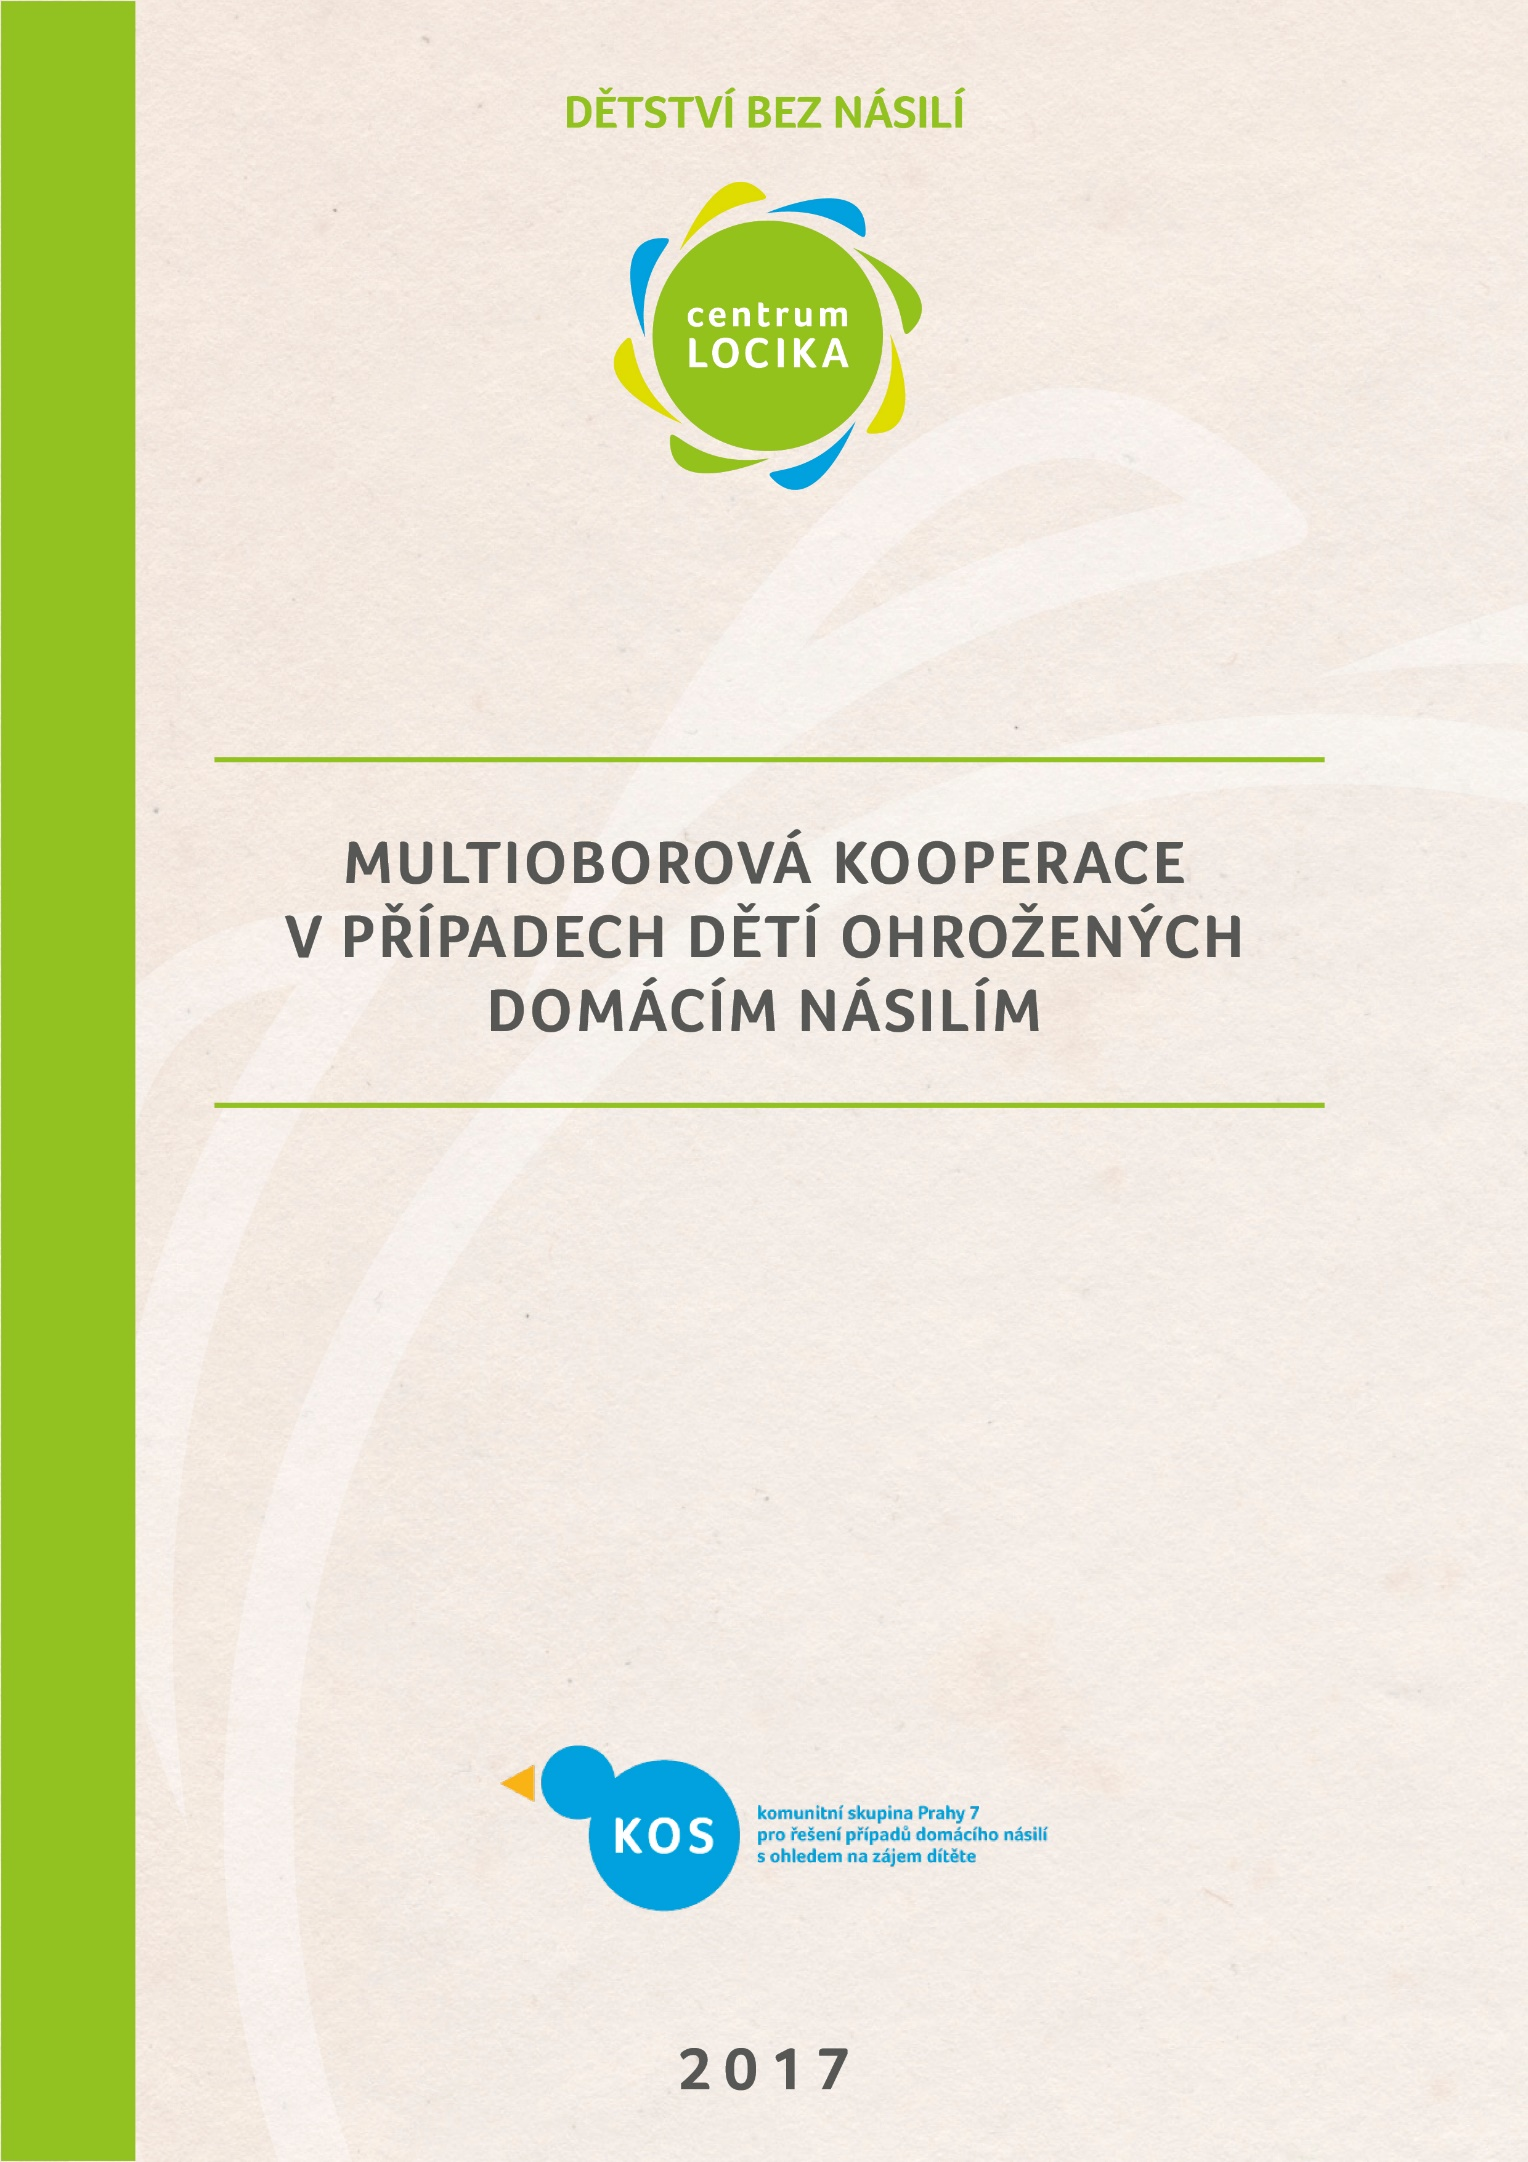 DĚTSTVÍ BEZ NÁSILÍ
centrum
LOCIKA
MULTIOBOROVÁ KOOPERACE
V PŘÍPADECH DĚTÍ OHROŽENÝCH
DOMÁCÍM NÁSILÍM
KOS
komunitní skupina Prahy 7
pro řešení případů domácího násilí
s ohledem na zájem dítěte
2017